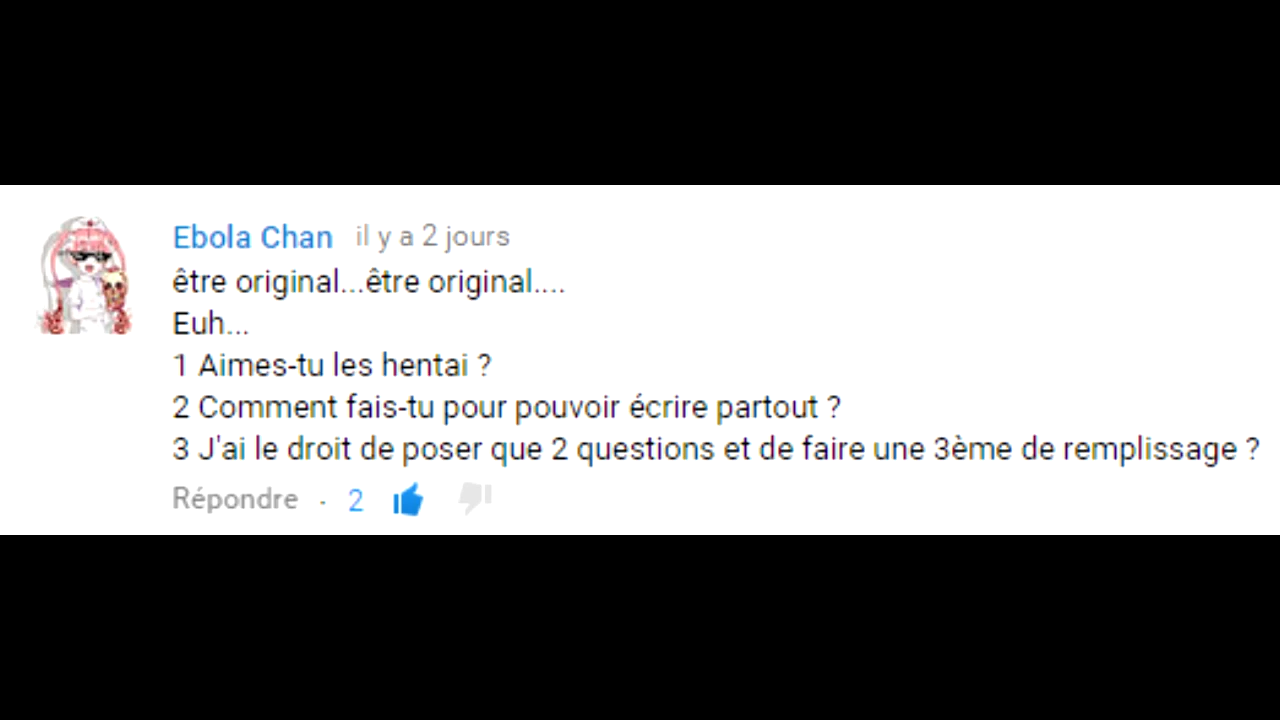 Ebola Chan il y a 2 jours
être original...être original....
Euh...
1 Aimes-tu les hentai ?
2 Comment fais-tu pour pouvoir écrire partout ?
3 J'ai le droit de poser que 2 questions et de faire une 3ème de remplissage ?
Répondre · 2